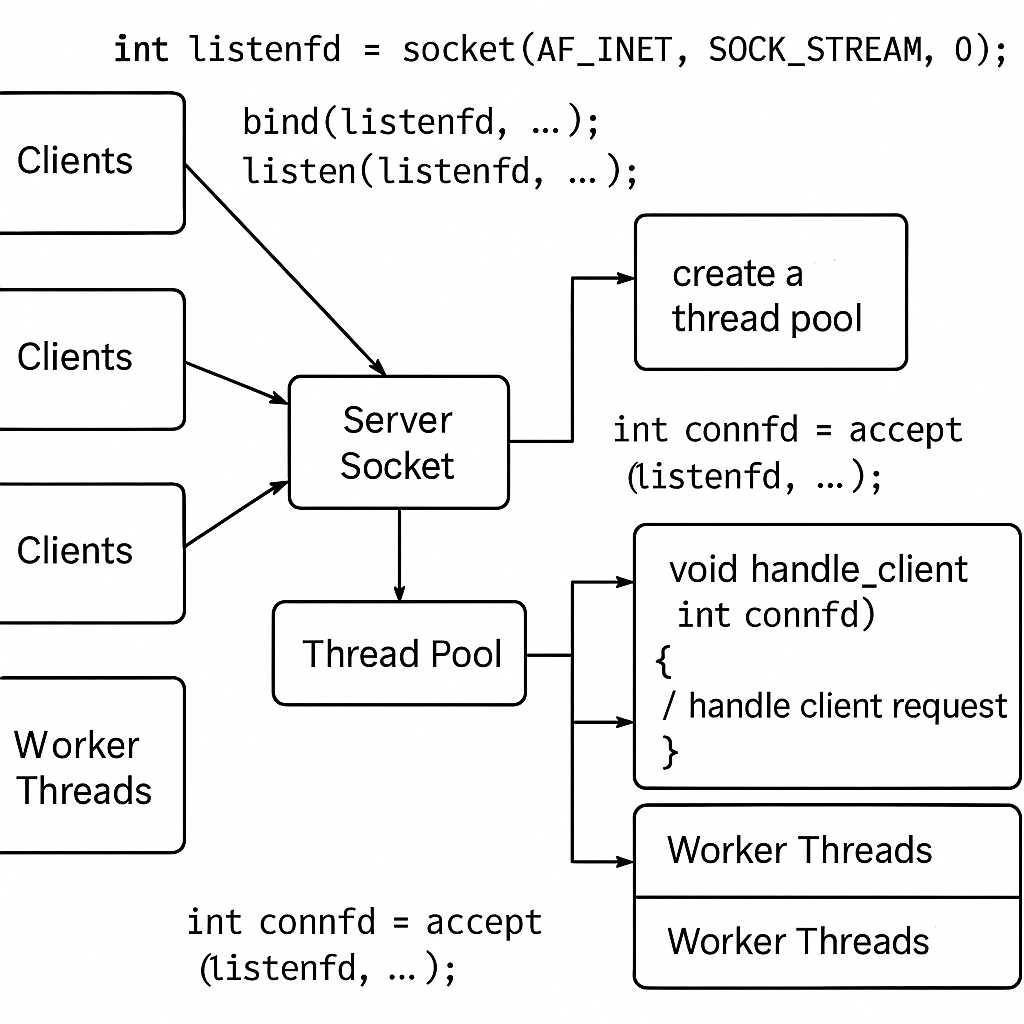 int listenfd = socket(AF_INET, SOCK_STREAM, 0);
bind(listenfd, ...);
listen(listenfd, ...);
Clients
Clients
Clients
Server
Socket
create a
thread pool
int connfd = accept
(listenfd, ...);
Thread Pool
void handle_client
int connfd)
{
/ handle client request
}
Worker
Threads
Worker Threads
Worker Threads
int connfd = accept
(listenfd, ...);